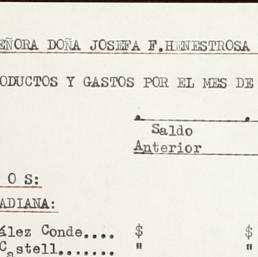 EÑORA DOÑA JOSEFA F.HENESTROSA
ODUCTOS Y GASTOS POR EL MES DE
Saldo
Anterior
O S:
ADIANA:
ález Conde.... $ $
Castell....... " "